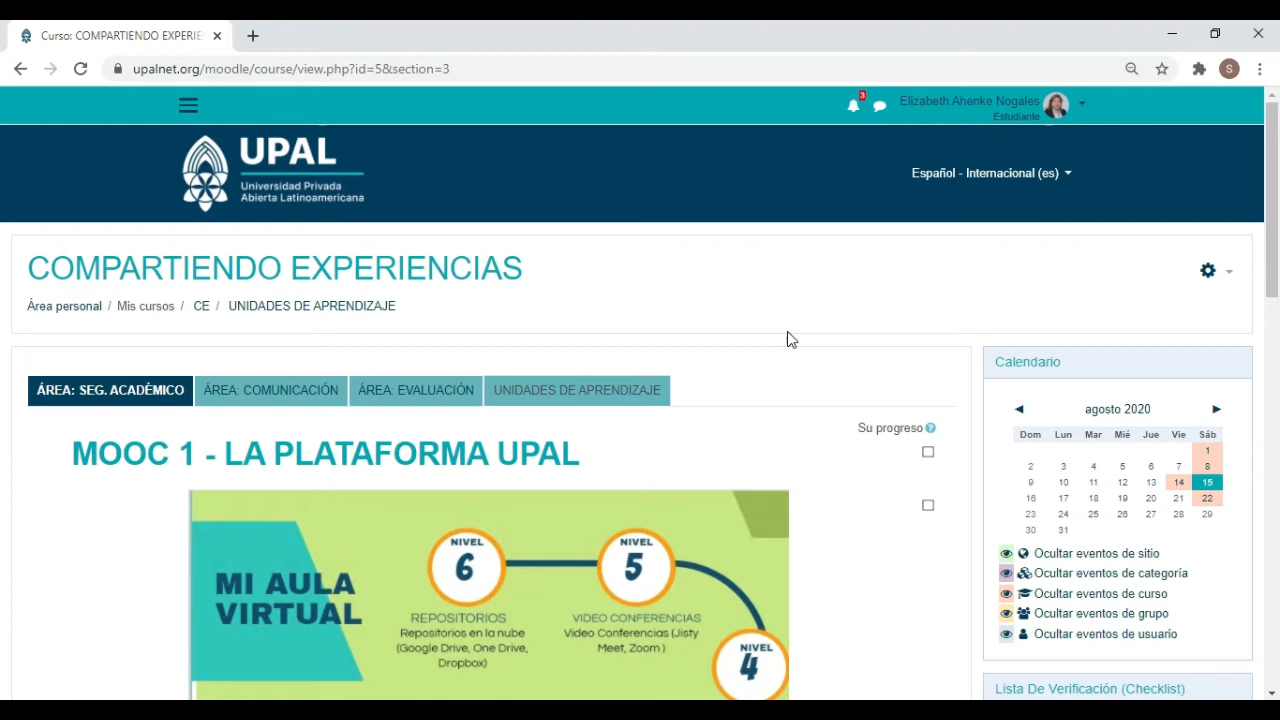 Curso: COMPARTIENDO EXPERIE
upalnet.org/moodle/course/view.php?id=5&section=3
S
3
Elizabeth Ahenke Nogales
Estudiante
UPAL
Universidad Privada
Abierta Latinoamericana
Español - Internacional (es)
COMPARTIENDO EXPERIENCIAS
Área personal / Mis cursos / CE / UNIDADES DE APRENDIZAJE
ÁREA: SEG. ACADÉMICO
ÁREA: COMUNICACIÓN
ÁREA: EVALUACIÓN
UNIDADES DE APRENDIZAJE
Su progreso
MOOC 1 - LA PLATAFORMA UPAL
MI AULA
VIRTUAL
NIVEL
6
REPOSITORIOS
Repositorios en la nube
(Google Drive, One Drive,
Dropbox)
NIVEL
5
VIDEO CONFERENCIAS
Video Conferencias (Jisty
Meet, Zoom )
NIVEL
4
Calendario
◄ agosto 2020 ►
Dom Lun Mar Mié Jue Vie Sáb
1
2 3 4 5 6 7 8
9 10 11 12 13 14 15
16 17 18 19 20 21 22
23 24 25 26 27 28 29
30 31
Ocultar eventos de sitio
Ocultar eventos de categoría
Ocultar eventos de curso
Ocultar eventos de grupo
Ocultar eventos de usuario
Lista De Verificación (Checklist)